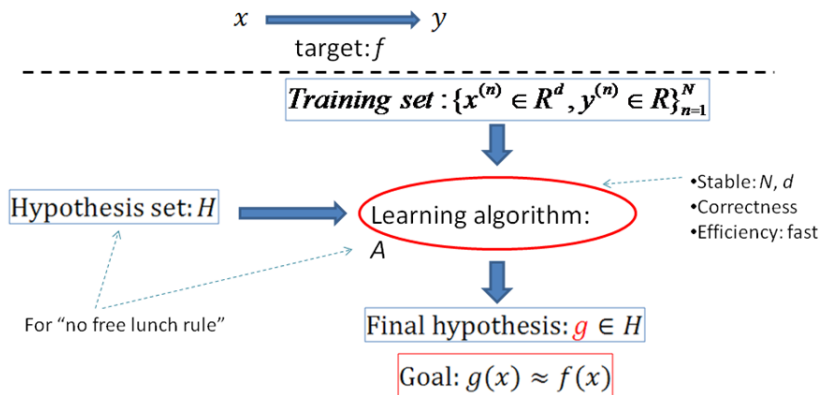 x y
target: f
Training set : {x^(n) ∈ R^d, y^(n) ∈ R}_{n=1}^N
Hypothesis set: H
Learning algorithm:
A
•Stable: N, d
•Correctness
•Efficiency: fast
For “no free lunch rule”
Final hypothesis: g ∈ H
Goal: g(x) ≈ f(x)